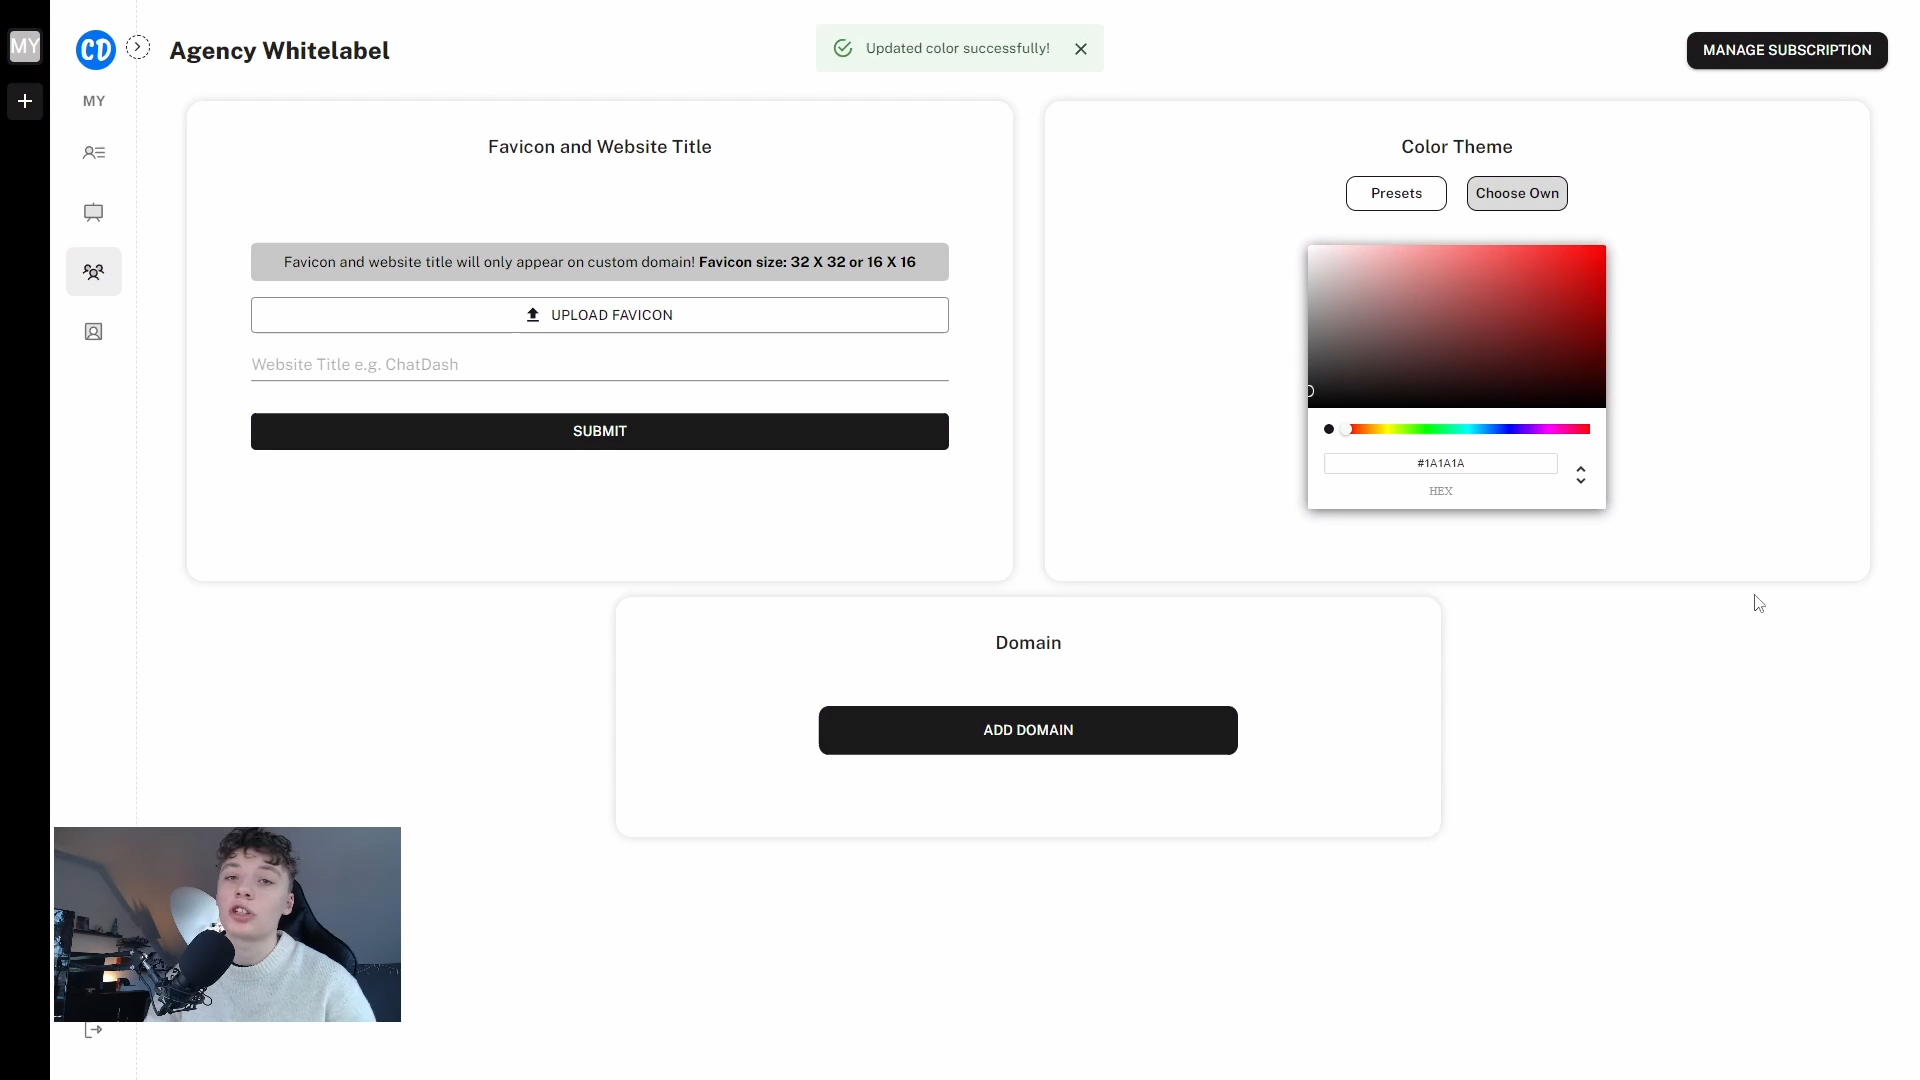 MY
CD
Agency Whitelabel
Updated color successfully!
MANAGE SUBSCRIPTION
MY
Favicon and Website Title
Favicon and website title will only appear on custom domain! Favicon size: 32 X 32 or 16 X 16
UPLOAD FAVICON
Website Title e.g. ChatDash
SUBMIT
Color Theme
Presets
Choose Own
#1A1A1A
HEX
Domain
ADD DOMAIN